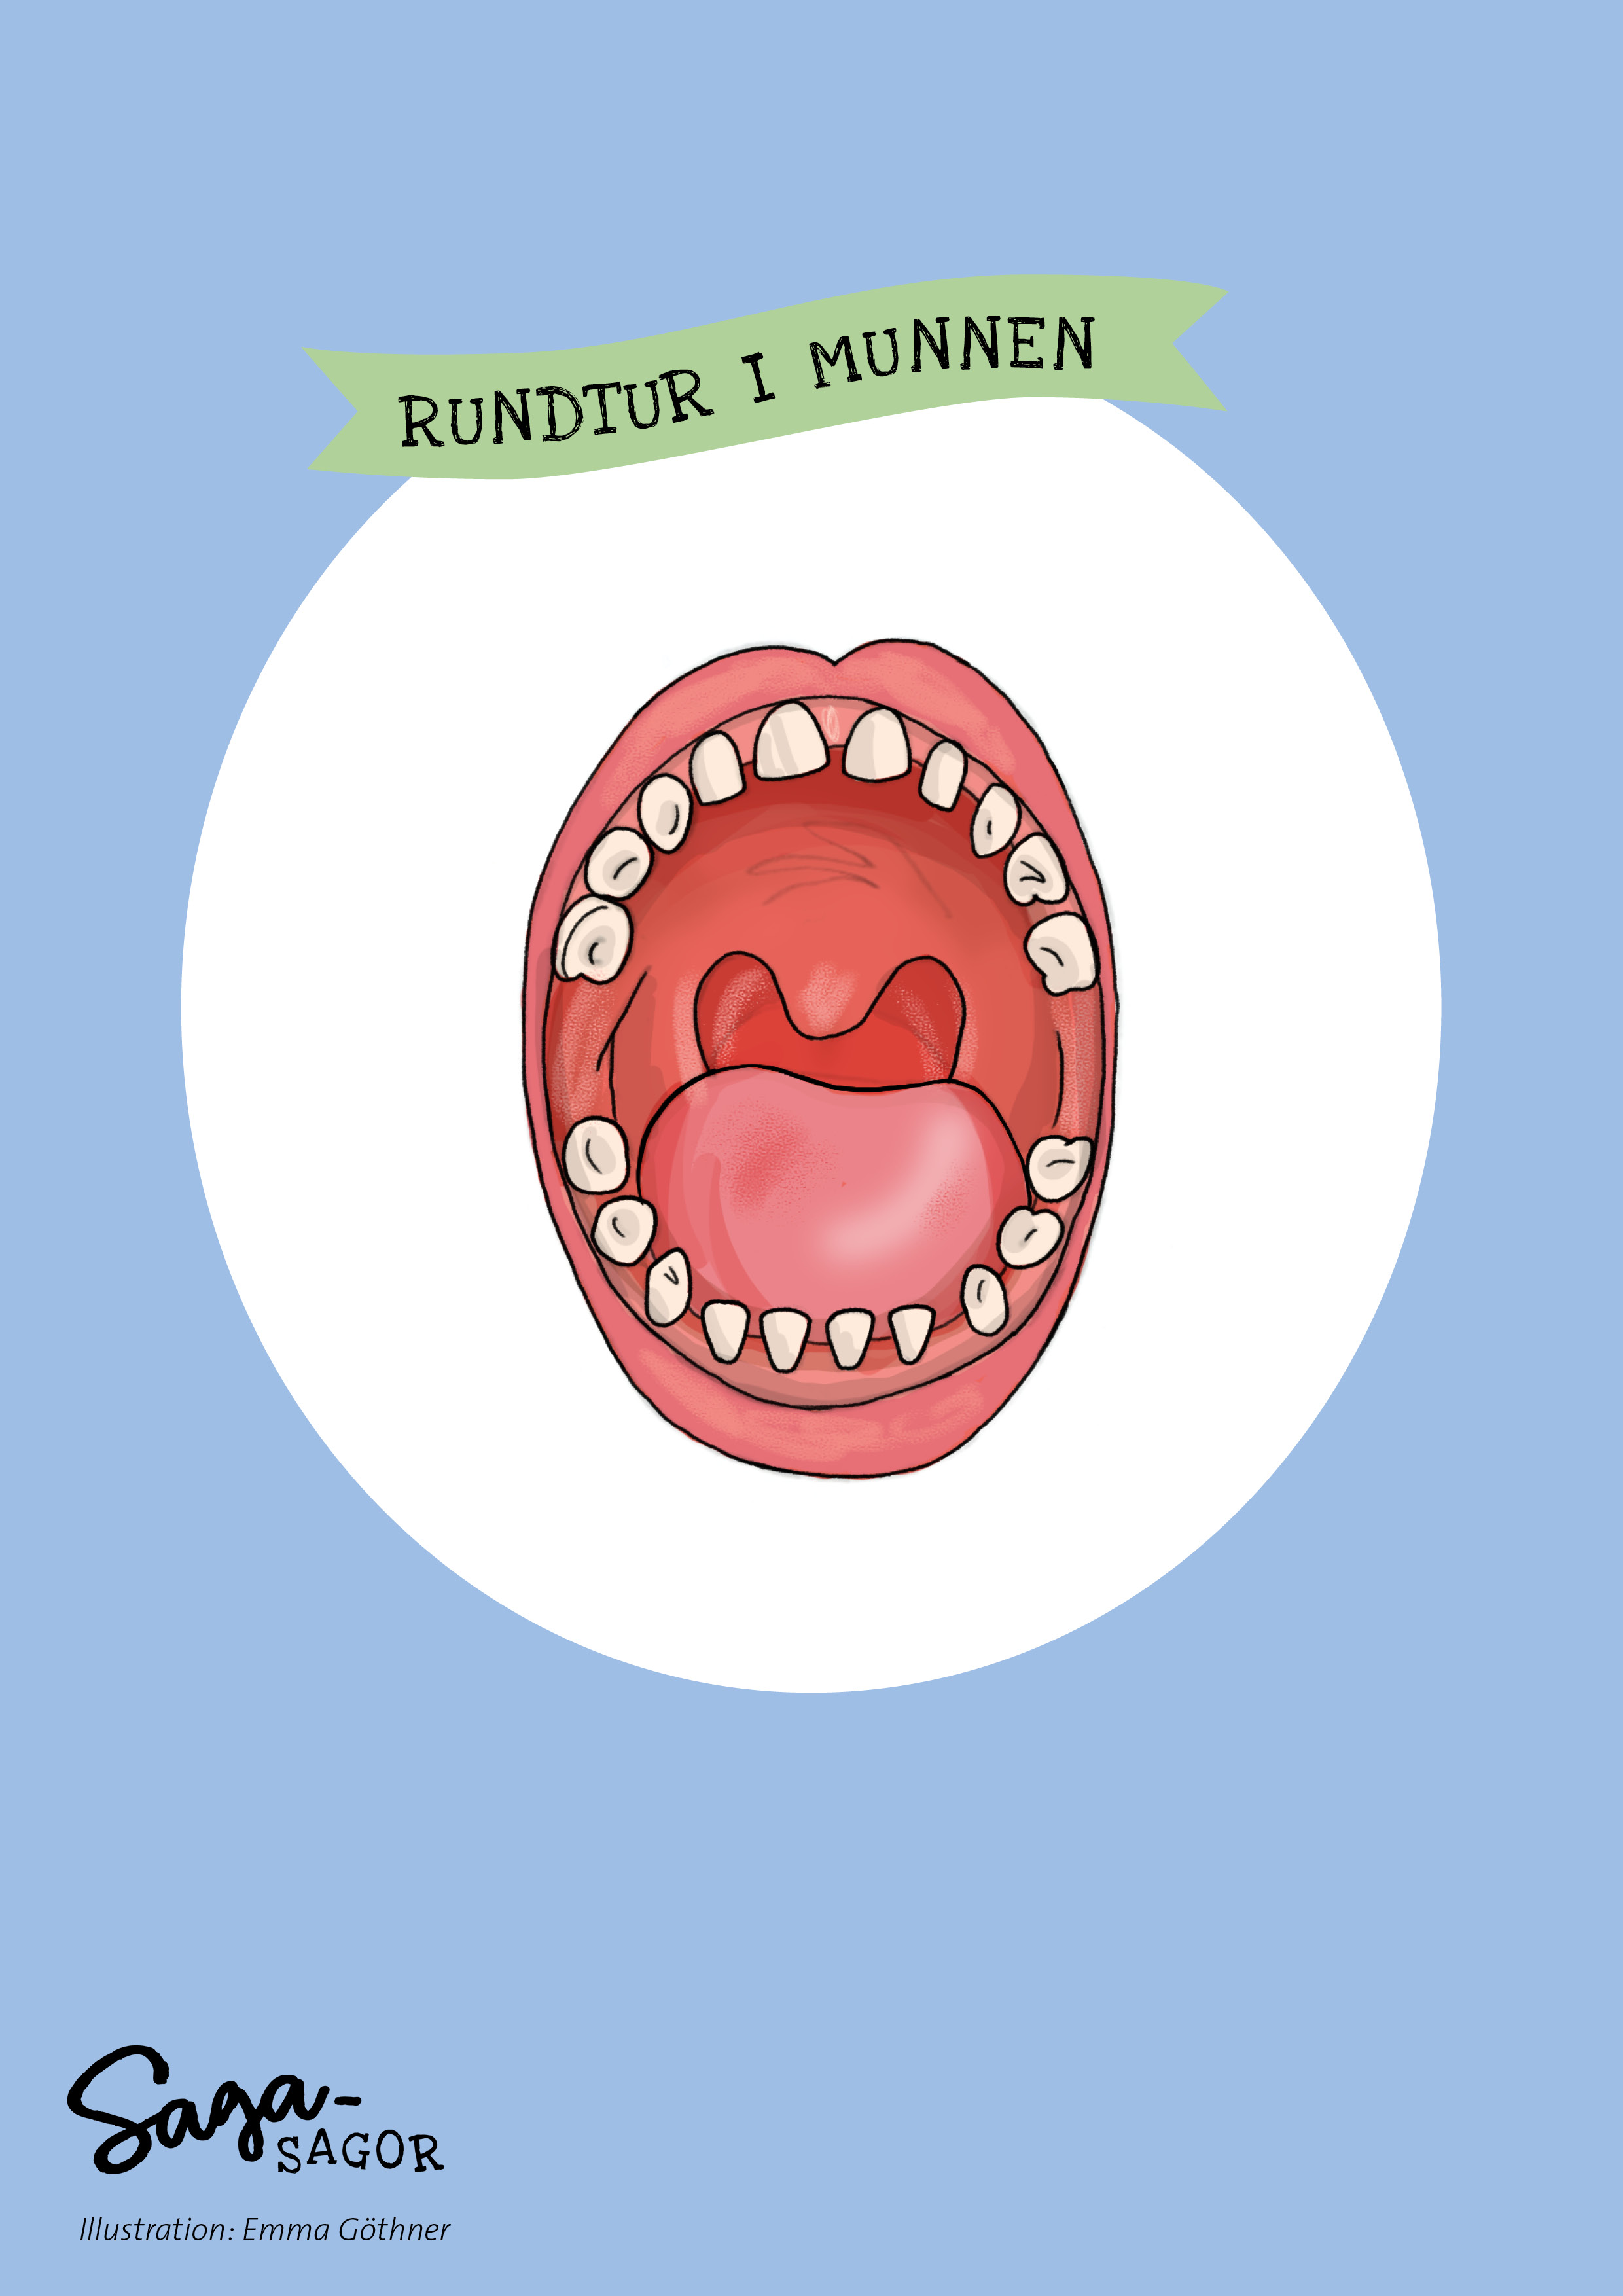 RUNDTUR I MUNNEN
Saga-
SAGOR
Illustration: Emma Göthner